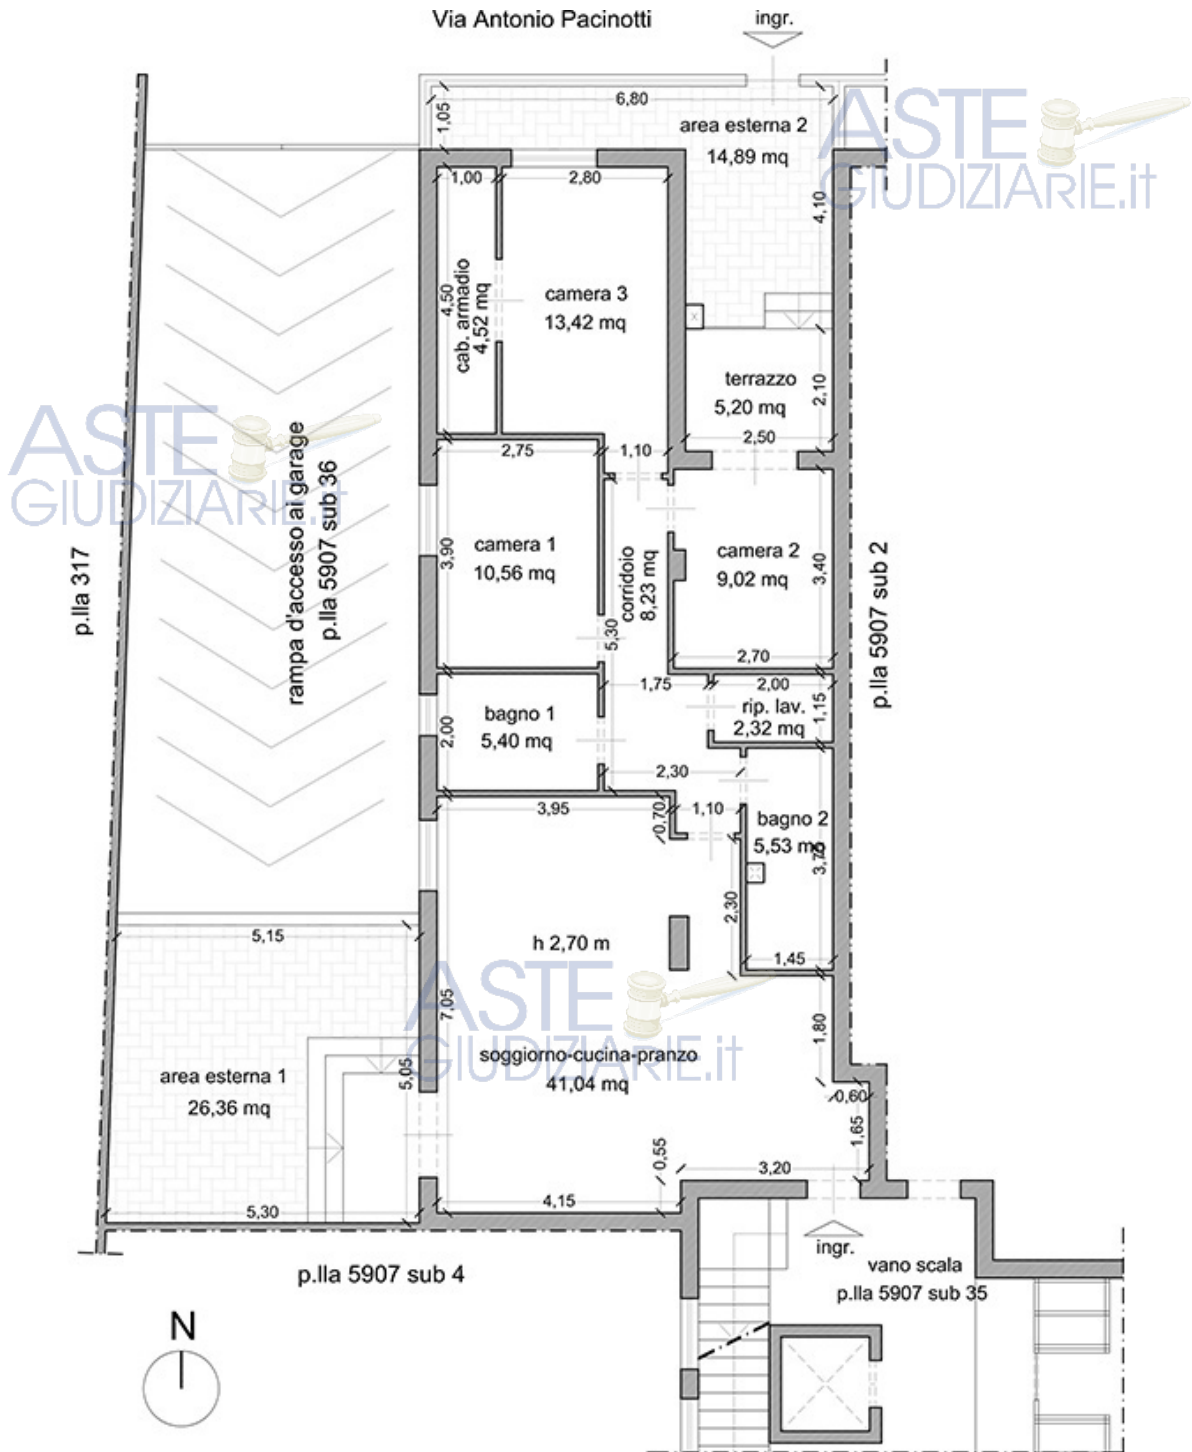 Via Antonio Pacinotti
ingr.
6,80
1,05
area esterna 2
14,89 mq
ASTE
GIUDIZIARIE.it
1,00
2,80
4,10
4,50
cab. armadio
4,52 mq
camera 3
13,42 mq
terrazzo
5,20 mq
2,10
2,50
ASTE
GIUDIZIARIE.it
rampa d'accesso ai garage
p.lla 5907 sub 36
p.lla 317
2,75
1,10
3,90
camera 1
10,56 mq
corridoio
8,23 mq
5,30
camera 2
9,02 mq
3,40
p.lla 5907 sub 2
2,70
1,75
2,00
rip. lav.
2,32 mq
1,15
bagno 1
5,40 mq
2,00
2,30
3,95
0,70
1,10
bagno 2
5,53 mq
3,75
2,30
1,45
5,15
h 2,70 m
ASTE
GIUDIZIARIE.it
7,05
1,80
soggiorno-cucina-pranzo
41,04 mq
5,05
area esterna 1
26,36 mq
0,60
1,65
0,55
3,20
4,15
5,30
ingr.
p.lla 5907 sub 4
vano scala
p.lla 5907 sub 35
N